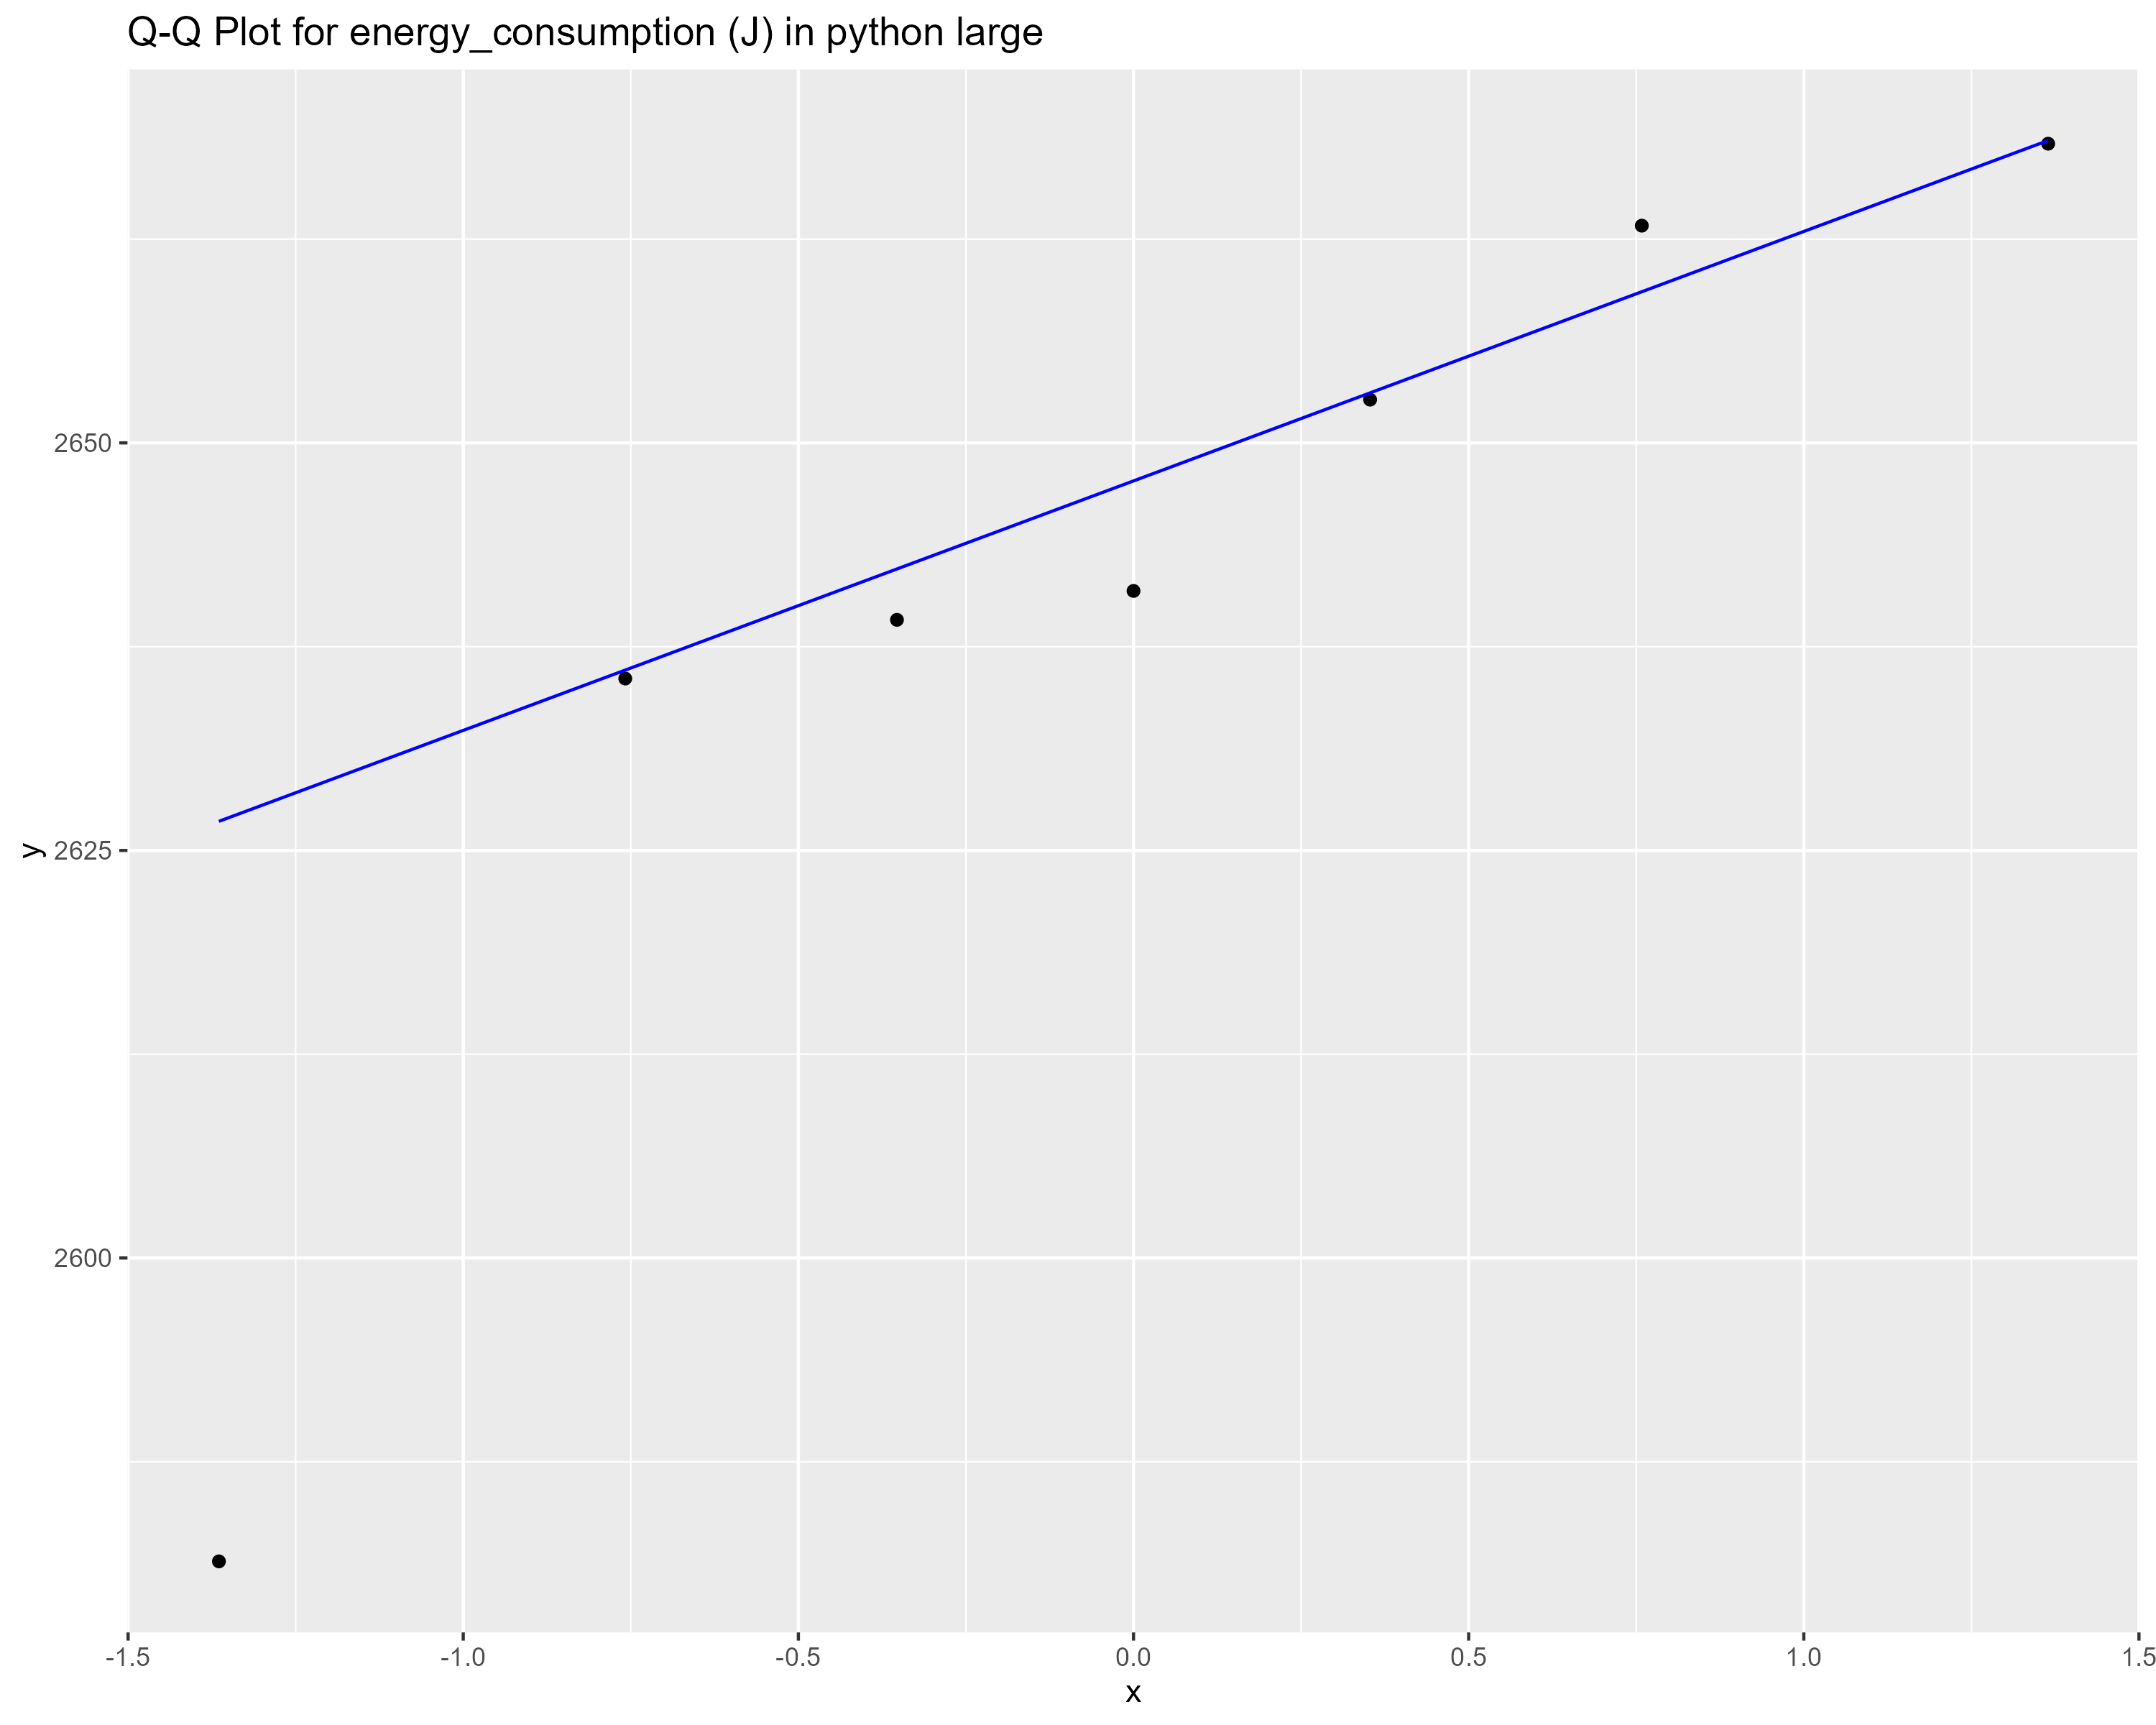 Q-Q Plot for energy_consumption (J) in python large
y
2650
2625
2600
-1.5 -1.0 -0.5 0.0 0.5 1.0 1.5
x